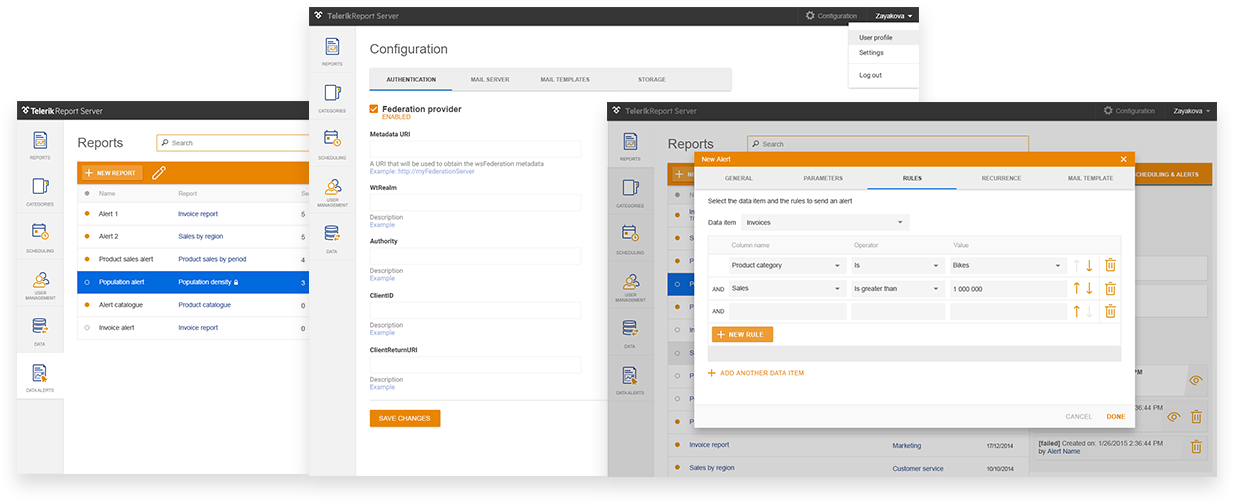 TelerikReport Server
Configuration
Zayakova
User profile
Settings
Log out
REPORTS
CATEGORIES
SCHEDULING
USER
MANAGEMENT
DATA
Configuration
AUTHENTICATION MAIL SERVER MAIL TEMPLATES STORAGE
Federation provider
ENABLED
Metadata URI
A URI that will be used to obtain the wsFederation metadata
Example: http://myFederationServer
WtRealm
Description
Example
Authority
Description
Example
ClientID
Description
Example
ClientReturnURI
Description
Example
SAVE CHANGES
TelerikReport Server
REPORTS
CATEGORIES
SCHEDULING
USER
MANAGEMENT
DATA
DATA ALERTS
Reports
Search
NEW REPORT
Name Report Se
Alert 1 Invoice report 5
Alert 2 Sales by region 5
Product sales alert Product sales by period 4
Population alert Population density 3
Alert catalogue Product catalogue 0
Invoice alert Invoice report 0
TelerikReport Server
Configuration
Zayakova
REPORTS
CATEGORIES
SCHEDULING
USER
MANAGEMENT
DATA
DATA ALERTS
Reports
Search
SCHEDULING & ALERTS
New Alert
GENERAL PARAMETERS RULES RECURRENCE MAIL TEMPLATE
Select the data item and the rules to send an alert
Data item Invoices
Column name Operator Value
Product category Is Bikes
AND Sales Is greater than 1 000 000
AND
NEW RULE
ADD ANOTHER DATA ITEM
CANCEL DONE
PM
2:36:44 PM
Invoice report Marketing 17/12/2014
Sales by region Customer service 10/10/2014
[failed] Created on: 1/26/2015 2:36:44 PM
by Alert Name